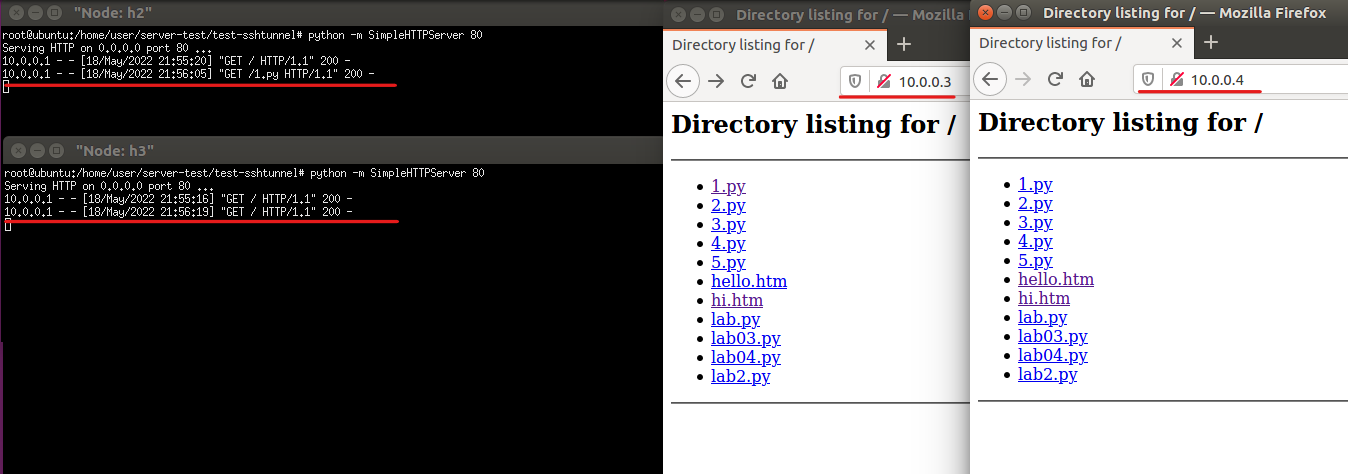 "Node: h2"
root@ubuntu:/home/user/server-test/test-sshtunnel# python -m SimpleHTTPServer 80
Serving HTTP on 0.0.0.0 port 80 ...
10.0.0.1 - - [18/May/2022 21:55:20] "GET / HTTP/1.1" 200 -
10.0.0.1 - - [18/May/2022 21:56:05] "GET /1.py HTTP/1.1" 200 -
"Node: h3"
root@ubuntu:/home/user/server-test/test-sshtunnel# python -m SimpleHTTPServer 80
Serving HTTP on 0.0.0.0 port 80 ...
10.0.0.1 - - [18/May/2022 21:55:16] "GET / HTTP/1.1" 200 -
10.0.0.1 - - [18/May/2022 21:56:19] "GET / HTTP/1.1" 200 -
Directory listing for / — Mozilla
Directory listing for /
10.0.0.3
Directory listing for /
1.py
2.py
3.py
4.py
5.py
hello.htm
hi.htm
lab.py
lab03.py
lab04.py
lab2.py
Directory listing for / — Mozilla Firefox
Directory listing for /
10.0.0.4
Directory listing for /
1.py
2.py
3.py
4.py
5.py
hello.htm
hi.htm
lab.py
lab03.py
lab04.py
lab2.py